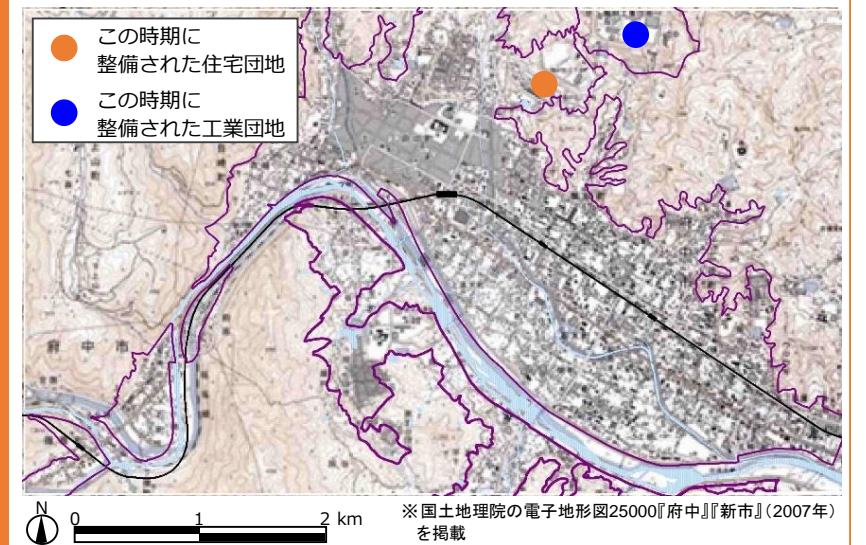 この時期に
整備された住宅団地
この時期に
整備された工業団地
府中市
N
0 1 2 km
※国土地理院の電子地形図25000『府中』『新市』(2007年)
を掲載